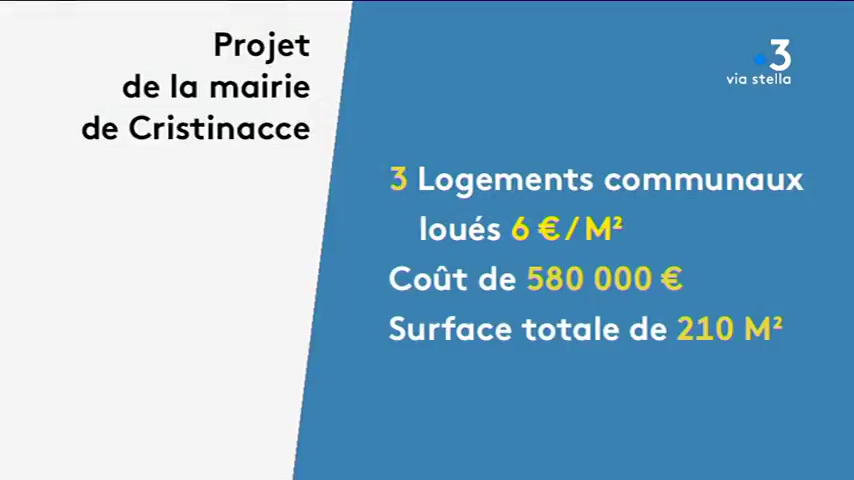 Projet
de la mairie
de Cristinacce
3
via stella
3 Logements communaux
loués 6 € / M²
Coût de 580 000 €
Surface totale de 210 M²